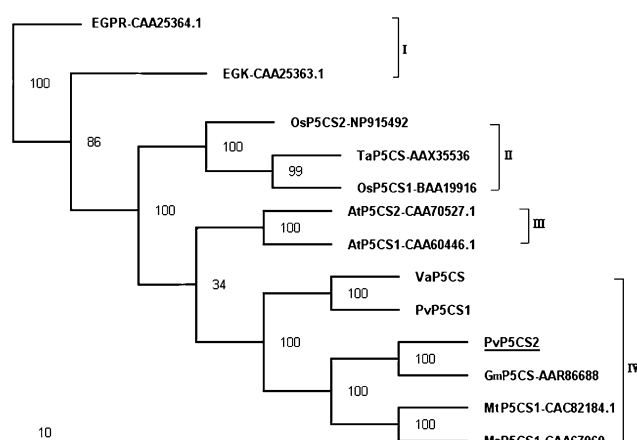 EGPR-CAA25364.1
I
100
EGK-CAA25363.1
86
OsP5CS2-NP915492
100
II
TaP5CS-AAX35536
99
OsP5CS1-BAA19916
100
AtP5CS2-CAA70527.1
III
100
AtP5CS1-CAA60446.1
VaP5CS
34
100
PvP5CS1
100
PvP5CS2
100
IV
GmP5CS-AAR86688
100
MtP5CS1-CAC82184.1
100
10